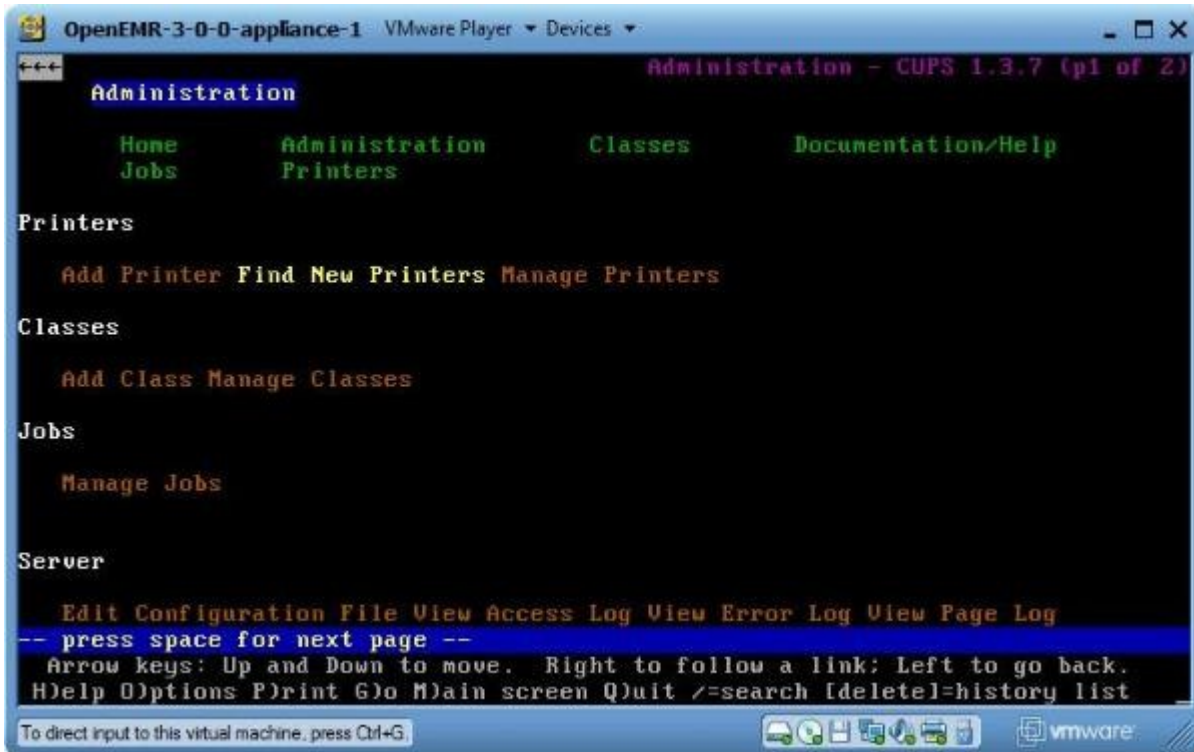 OpenEMR-3-0-0-appliance-1 VMware Player Devices
←←← Administration - CUPS 1.3.7 (p1 of 2)
Administration
Home Administration Classes Documentation/Help
Jobs Printers
Printers
Add Printer Find New Printers Manage Printers
Classes
Add Class Manage Classes
Jobs
Manage Jobs
Server
Edit Configuration File View Access Log View Error Log View Page Log
-- press space for next page --
Arrow keys: Up and Down to move. Right to follow a link; Left to go back.
H)elp O)ptions P)rint G)o M)ain screen Q)uit /=search [delete]=history list
To direct input to this virtual machine, press Ctrl+G.
vmware